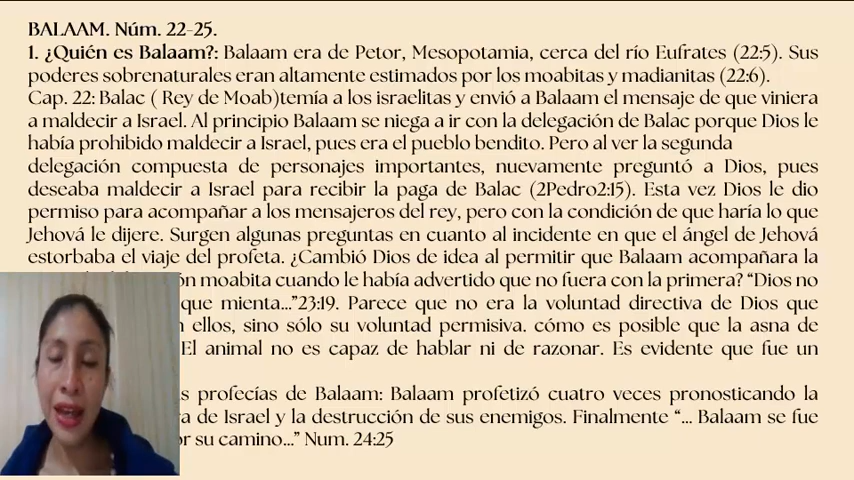 BALAAM. Núm. 22-25.
1. ¿Quién es Balaam?: Balaam era de Petor, Mesopotamia, cerca del río Eufrates (22:5). Sus
poderes sobrenaturales eran altamente estimados por los moabitas y madianitas (22:6).
Cap. 22: Balac ( Rey de Moab)temía a los israelitas y envió a Balaam el mensaje de que viniera
a maldecir a Israel. Al principio Balaam se niega a ir con la delegación de Balac porque Dios le
había prohibido maldecir a Israel, pues era el pueblo bendito. Pero al ver la segunda
delegación compuesta de personajes importantes, nuevamente preguntó a Dios, pues
deseaba maldecir a Israel para recibir la paga de Balac (2Pedro2:15). Esta vez Dios le dio
permiso para acompañar a los mensajeros del rey, pero con la condición de que haría lo que
Jehová le dijere. Surgen algunas preguntas en cuanto al incidente en que el ángel de Jehová
estorbaba el viaje del profeta. ¿Cambió Dios de idea al permitir que Balaam acompañara la
moabita cuando le había advertido que no fuera con la primera? “Dios no
que mienta...”23:19. Parece que no era la voluntad directiva de Dios que
ellos, sino sólo su voluntad permisiva. cómo es posible que la asna de
El animal no es capaz de hablar ni de razonar. Es evidente que fue un
profecías de Balaam: Balaam profetizó cuatro veces pronosticando la
de Israel y la destrucción de sus enemigos. Finalmente “... Balaam se fue
su camino...” Num. 24:25